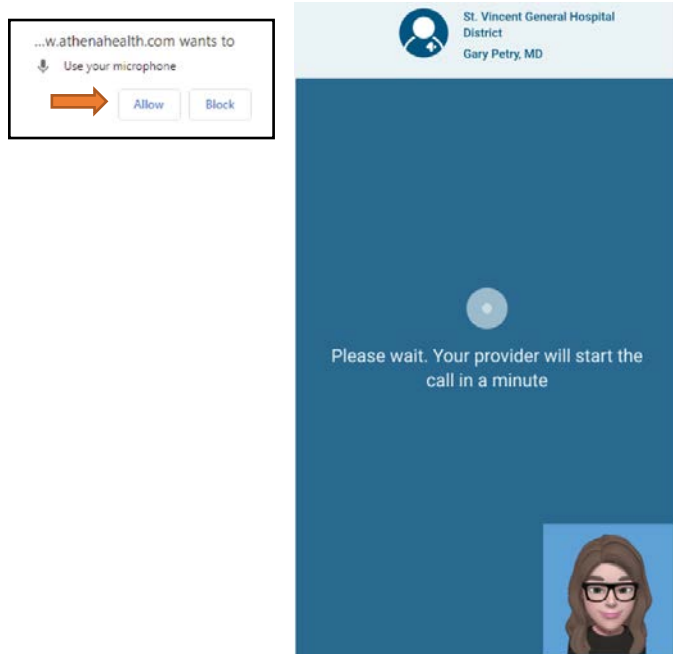 ...w.athenahealth.com wants to
Use your microphone
Allow Block
St. Vincent General Hospital
District
Gary Petry, MD
Please wait. Your provider will start the
call in a minute